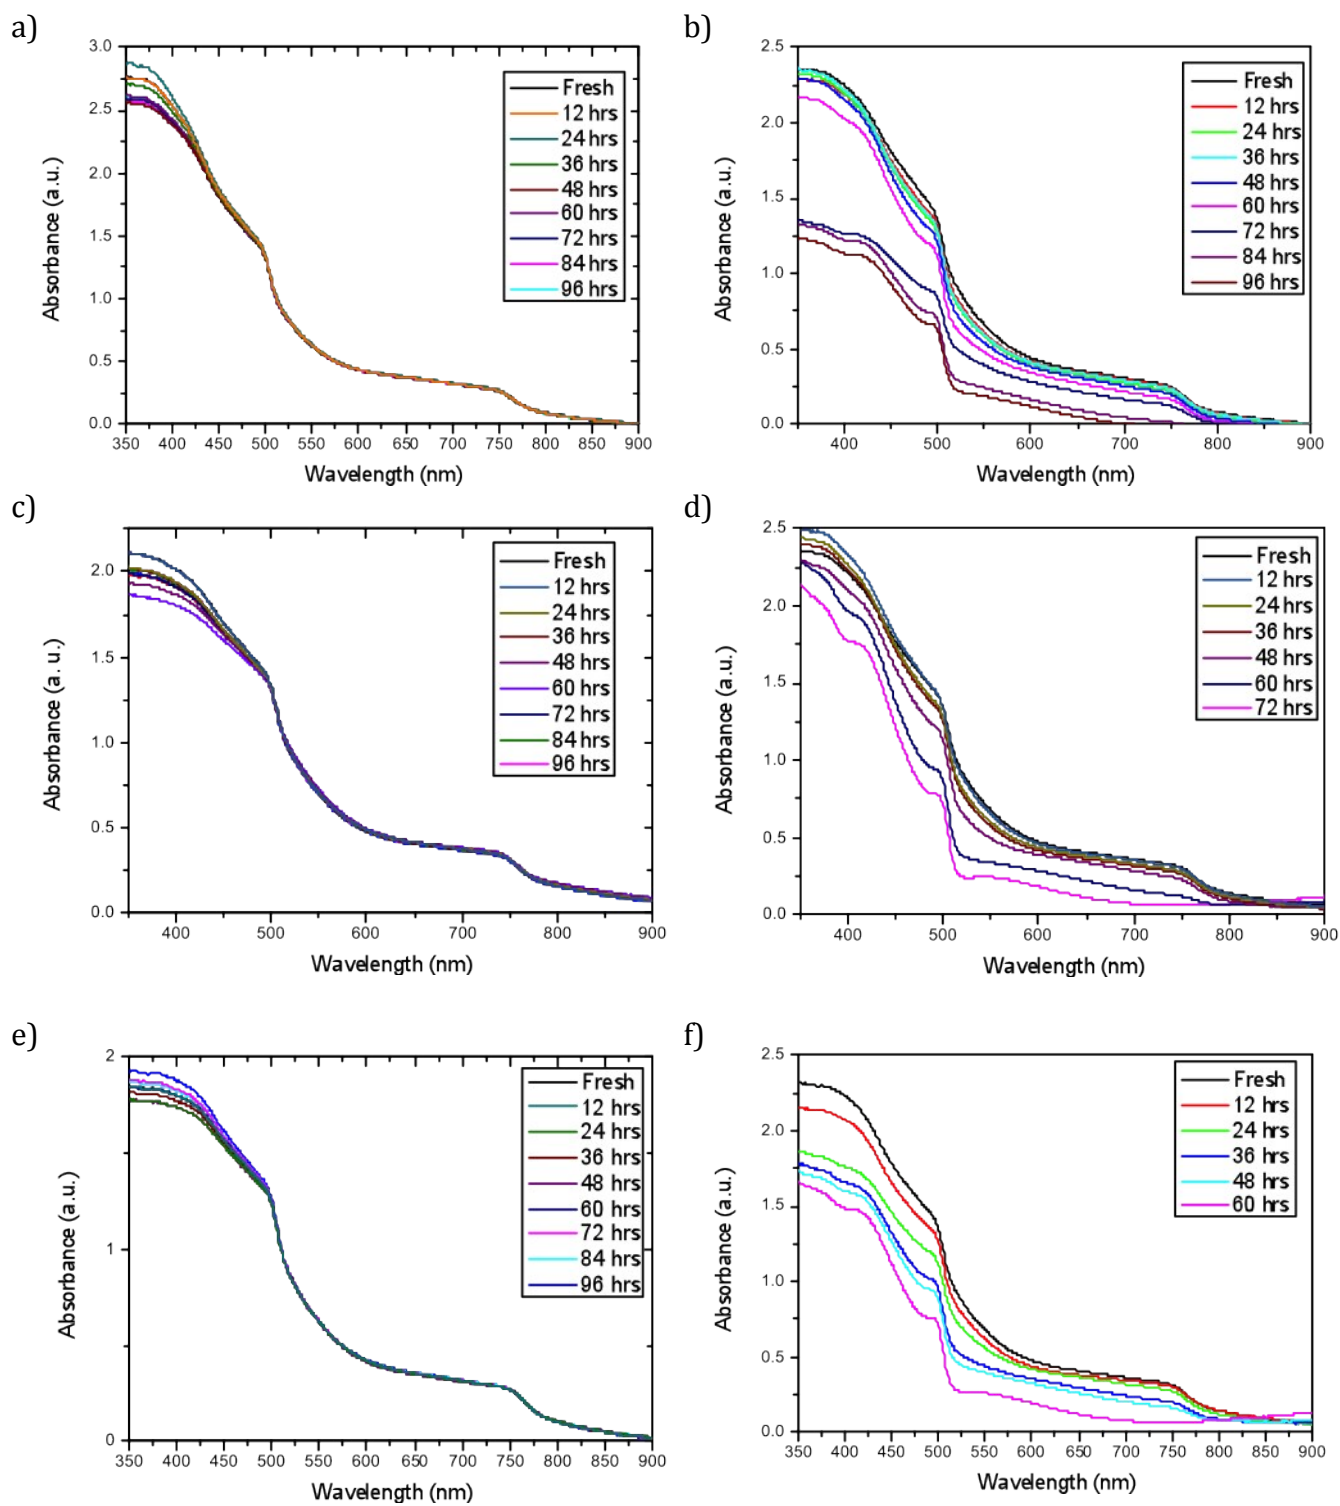 a)
3.0
2.5
2.0
1.5
1.0
0.5
0.0
Absorbance (a.u.)
350 400 450 500 550 600 650 700 750 800 850 900
Wavelength (nm)
Fresh
12 hrs
24 hrs
36 hrs
48 hrs
60 hrs
72 hrs
84 hrs
96 hrs
b)
2.5
2.0
1.5
1.0
0.5
0.0
Absorbance (a.u.)
400 500 600 700 800 900
Wavelength (nm)
Fresh
12 hrs
24 hrs
36 hrs
48 hrs
60 hrs
72 hrs
84 hrs
96 hrs
c)
2.0
1.5
1.0
0.5
0.0
Absorbance (a. u.)
400 500 600 700 800 900
Wavelength (nm)
Fresh
12 hrs
24 hrs
36 hrs
48 hrs
60 hrs
72 hrs
84 hrs
96 hrs
d)
2.5
2.0
1.5
1.0
0.5
0.0
Absorbance (a.u.)
400 500 600 700 800 900
Wavelength (nm)
Fresh
12 hrs
24 hrs
36 hrs
48 hrs
60 hrs
72 hrs
e)
2
1
0
Absorbance (a.u.)
350 400 450 500 550 600 650 700 750 800 850 900
Wavelength (nm)
Fresh
12 hrs
24 hrs
36 hrs
48 hrs
60 hrs
72 hrs
84 hrs
96 hrs
f)
2.5
2.0
1.5
1.0
0.5
0.0
Absorbance (a.u.)
350 400 450 500 550 600 650 700 750 800 850 900
Wavelength (nm)
Fresh
12 hrs
24 hrs
36 hrs
48 hrs
60 hrs